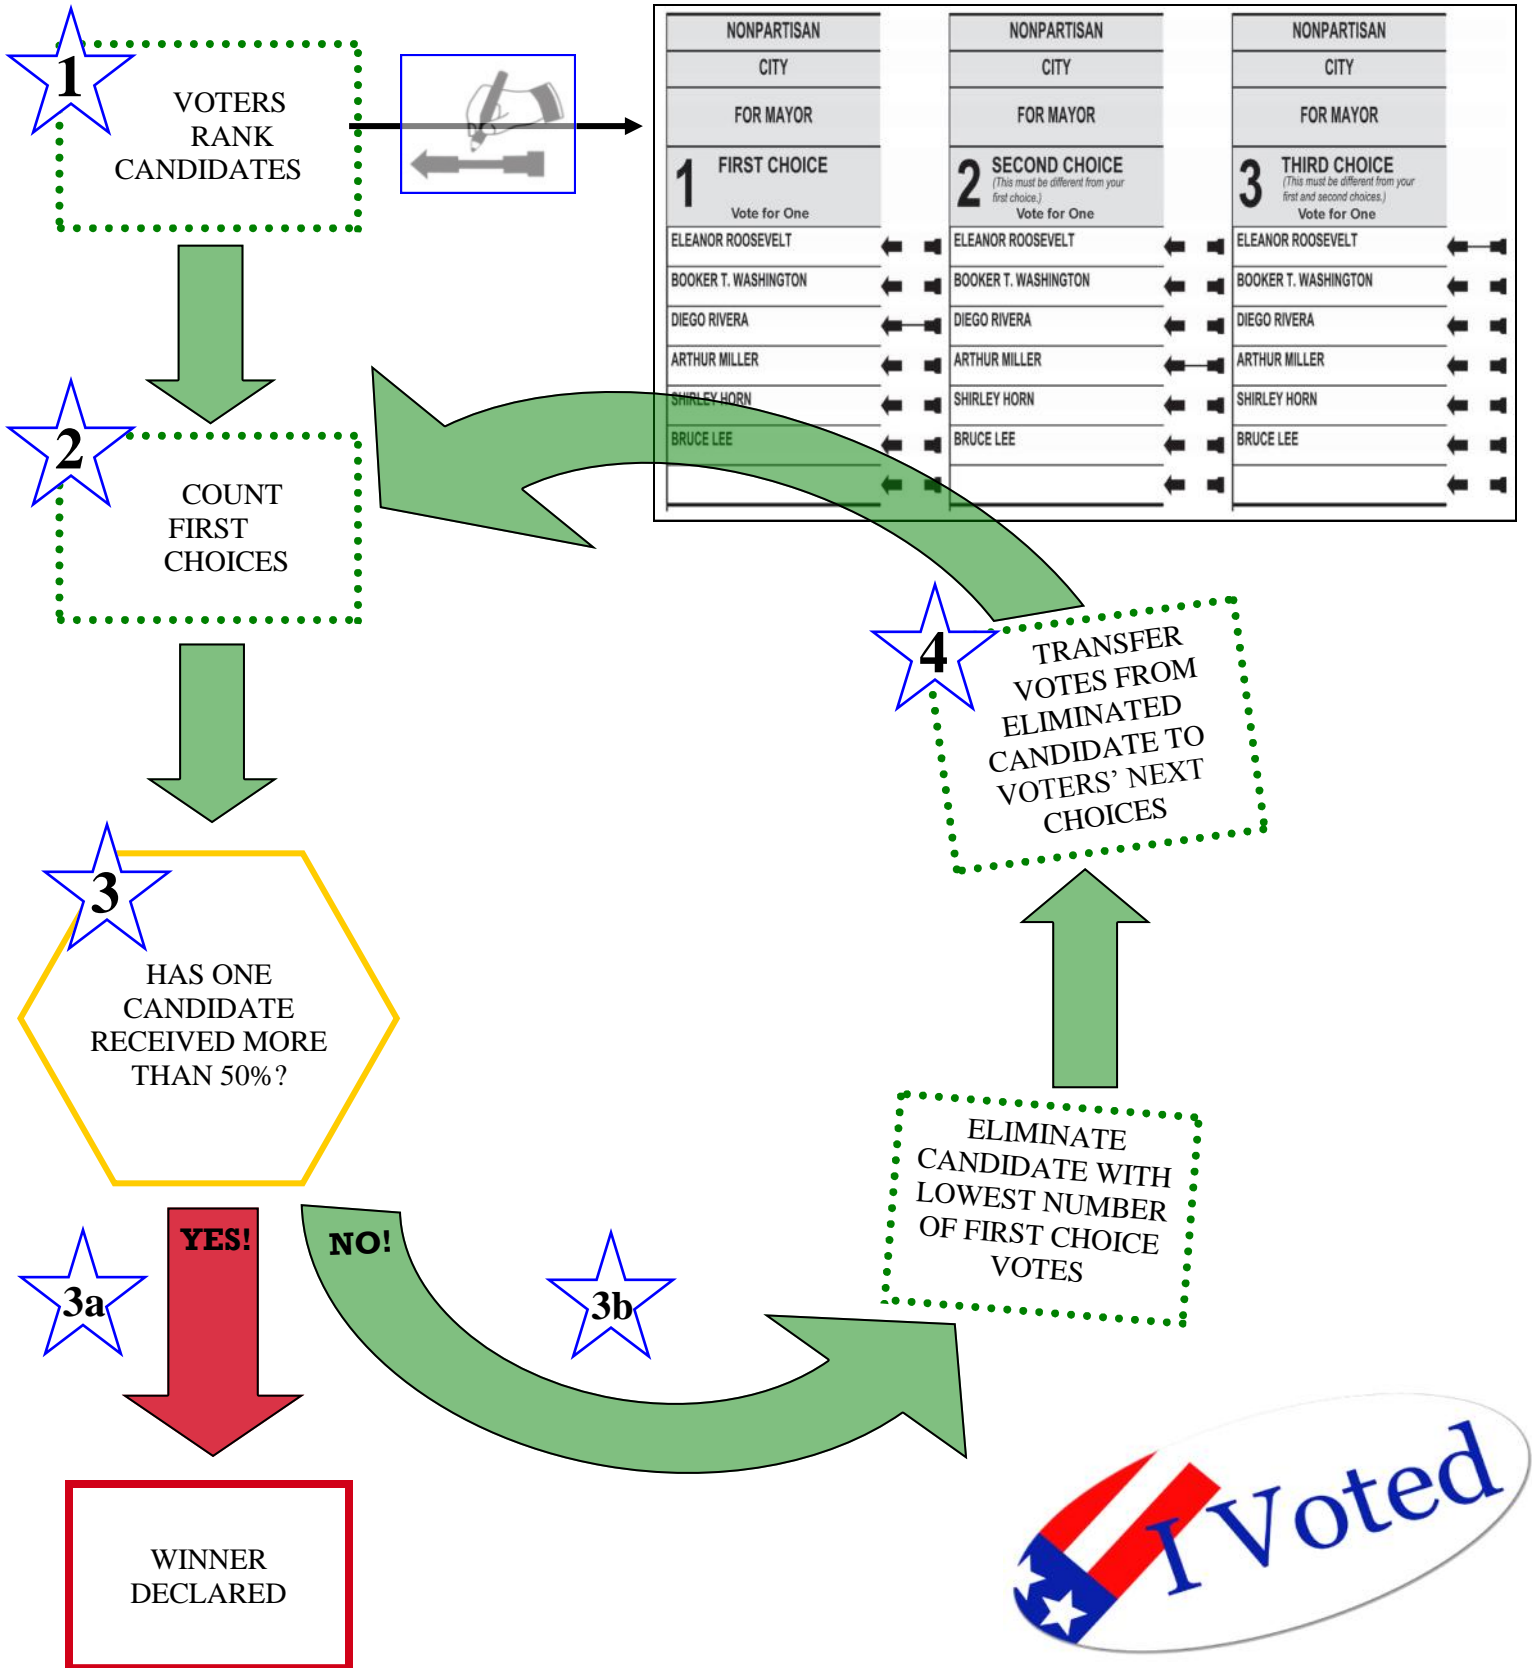 1
VOTERS
RANK
CANDIDATES
NONPARTISAN
CITY
FOR MAYOR
1 FIRST CHOICE
Vote for One
ELEANOR ROOSEVELT
BOOKER T. WASHINGTON
DIEGO RIVERA
ARTHUR MILLER
SHIRLEY HORN
BRUCE LEE
NONPARTISAN
CITY
FOR MAYOR
2 SECOND CHOICE
(This must be different from your
first choice.)
Vote for One
ELEANOR ROOSEVELT
BOOKER T. WASHINGTON
DIEGO RIVERA
ARTHUR MILLER
SHIRLEY HORN
BRUCE LEE
NONPARTISAN
CITY
FOR MAYOR
3 THIRD CHOICE
(This must be different from your
first and second choices.)
Vote for One
ELEANOR ROOSEVELT
BOOKER T. WASHINGTON
DIEGO RIVERA
ARTHUR MILLER
SHIRLEY HORN
BRUCE LEE
2
COUNT
FIRST
CHOICES
3
HAS ONE
CANDIDATE
RECEIVED MORE
THAN 50%?
YES!
3a
WINNER
DECLARED
NO!
3b
ELIMINATE
CANDIDATE WITH
LOWEST NUMBER
OF FIRST CHOICE
VOTES
4
TRANSFER
VOTES FROM
ELIMINATED
CANDIDATE TO
VOTERS’ NEXT
CHOICES
I Voted